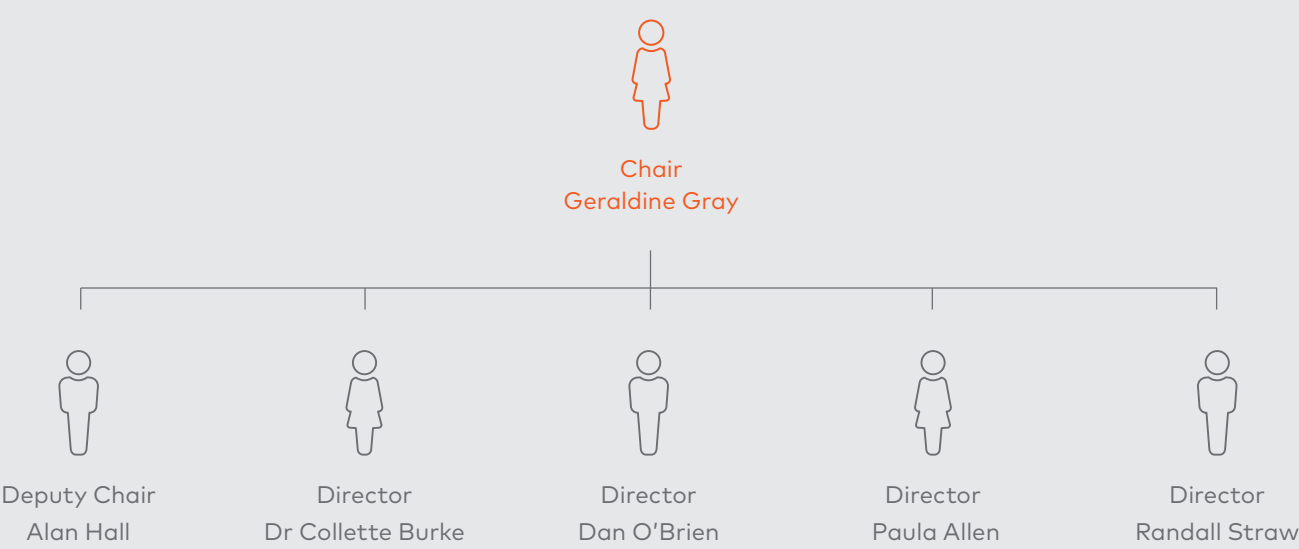 Chair
Geraldine Gray
Deputy Chair
Alan Hall
Director
Dr Collette Burke
Director
Dan O'Brien
Director
Paula Allen
Director
Randall Straw